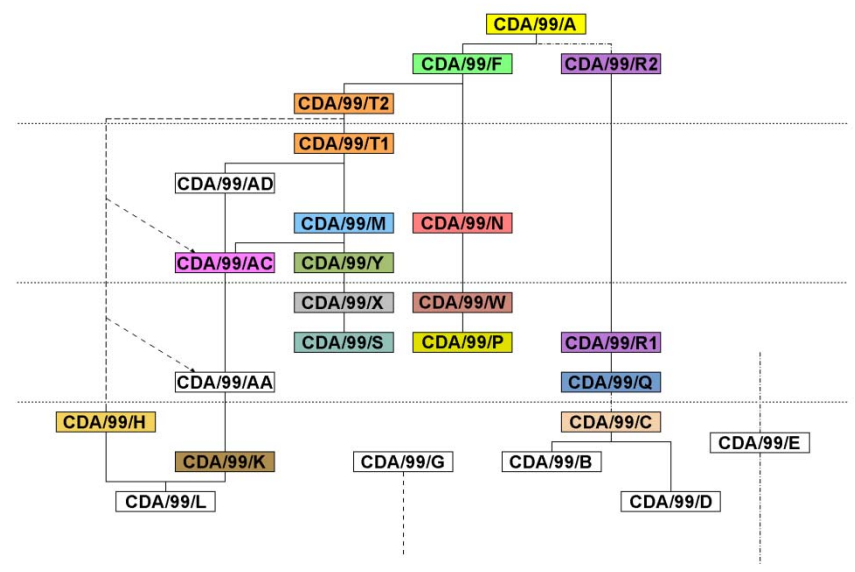 CDA/99/A
CDA/99/F
CDA/99/R2
CDA/99/T2
CDA/99/T1
CDA/99/AD
CDA/99/M
CDA/99/N
CDA/99/AC
CDA/99/Y
CDA/99/X
CDA/99/W
CDA/99/S
CDA/99/P
CDA/99/R1
CDA/99/AA
CDA/99/Q
CDA/99/H
CDA/99/C
CDA/99/E
CDA/99/K
CDA/99/G
CDA/99/B
CDA/99/L
CDA/99/D